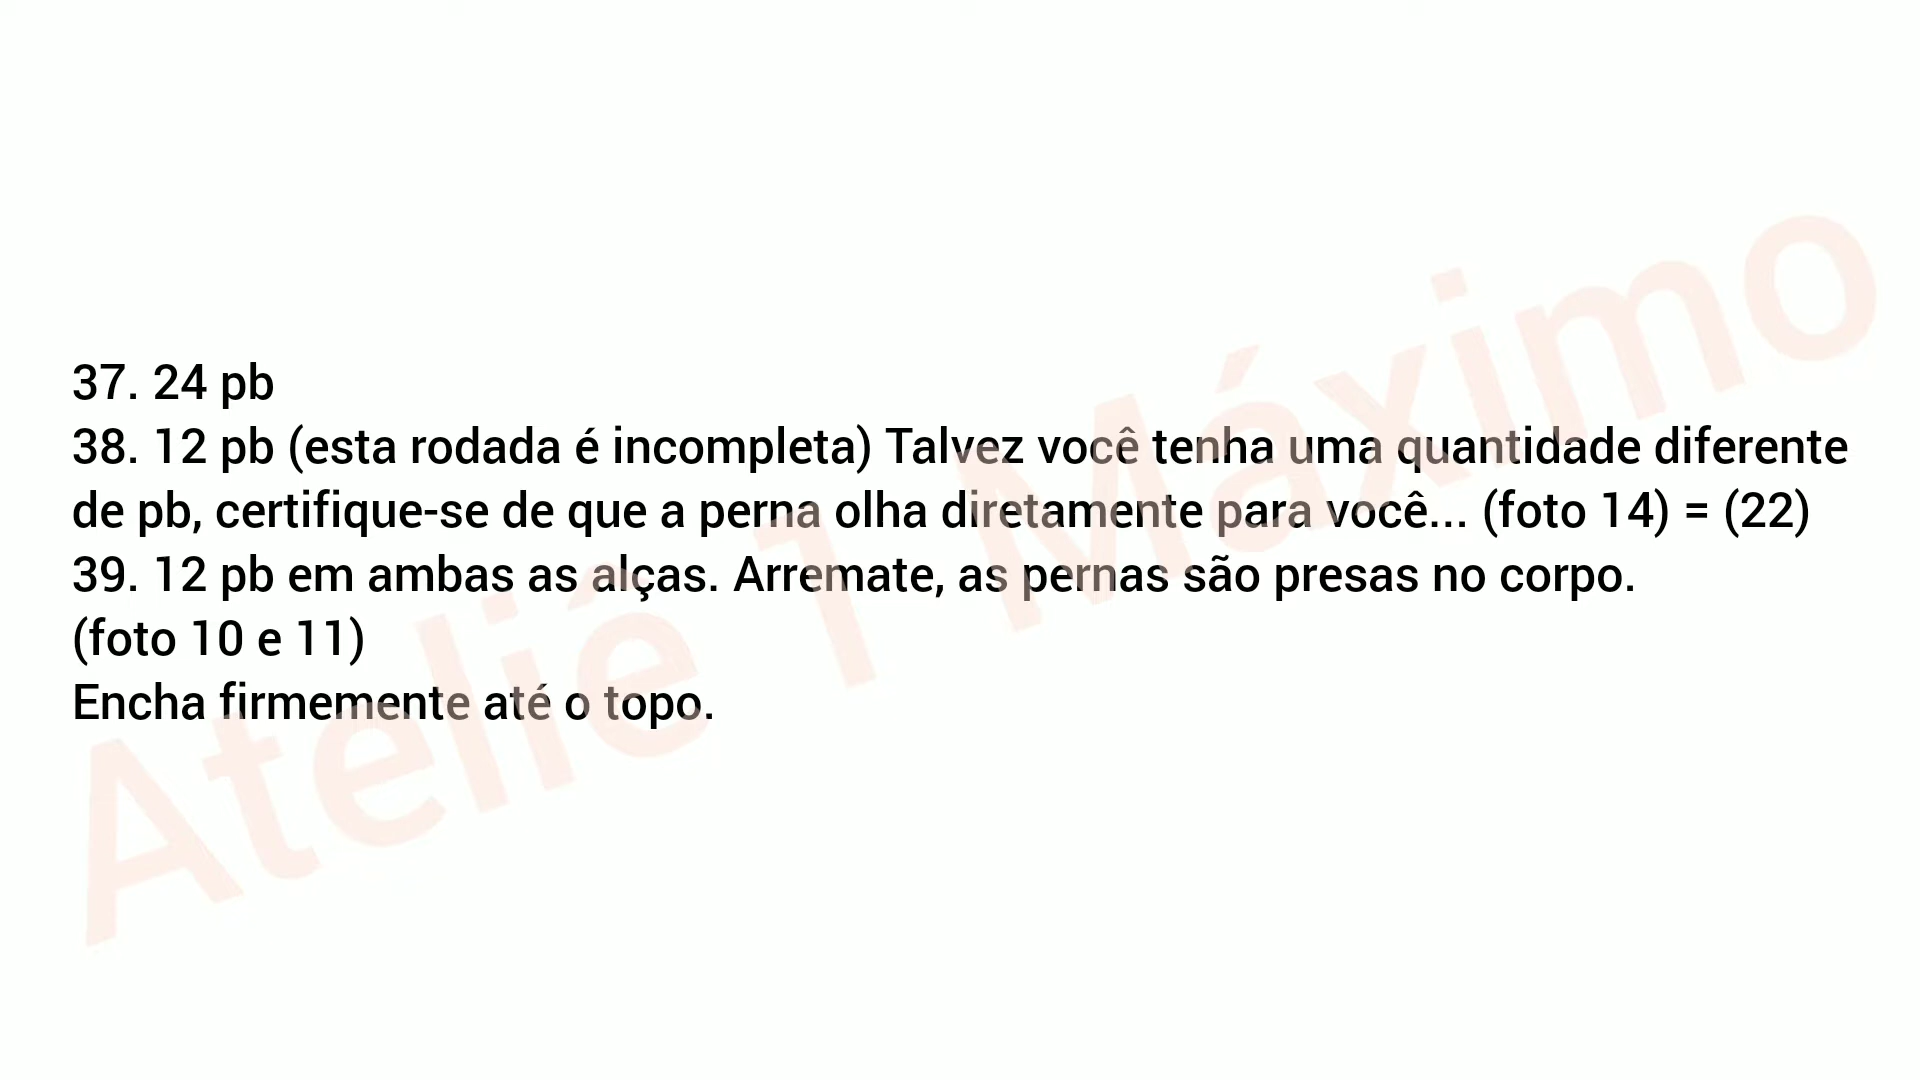 37. 24 pb
38. 12 pb (esta rodada é incompleta) Talvez você tenha uma quantidade diferente
de pb, certifique-se de que a perna olha diretamente para você... (foto 14) = (22)
39. 12 pb em ambas as alças. Arremate, as pernas são presas no corpo.
(foto 10 e 11)
Encha firmemente até o topo.
Ateliê 1 Máximo